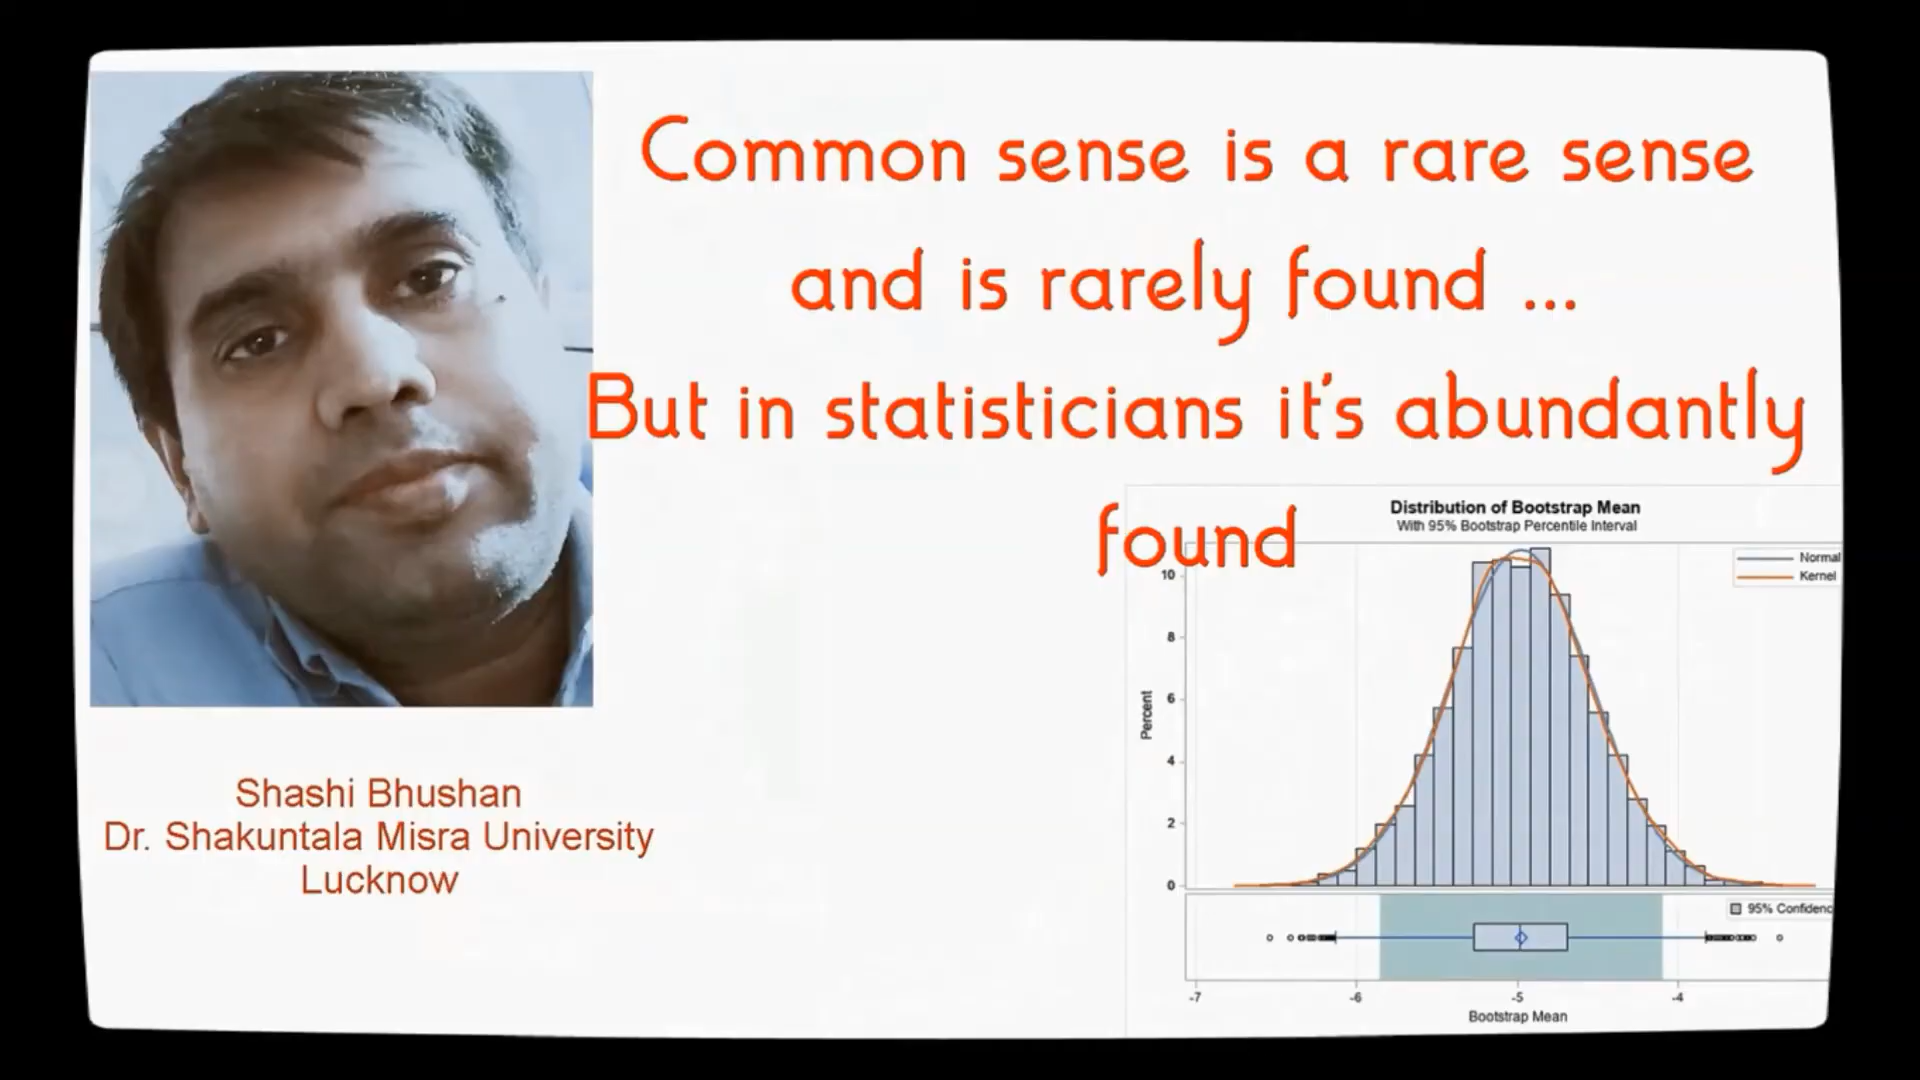 Common sense is a rare sense
and is rarely found ...
But in statisticians it's abundantly
found
Shashi Bhushan
Dr. Shakuntala Misra University
Lucknow
Distribution of Bootstrap Mean
With 95% Bootstrap Percentile Interval
Normal
Kernel
10
8
6
4
2
0
Percent
95% Confidenc
-7 -6 -5 -4
Bootstrap Mean